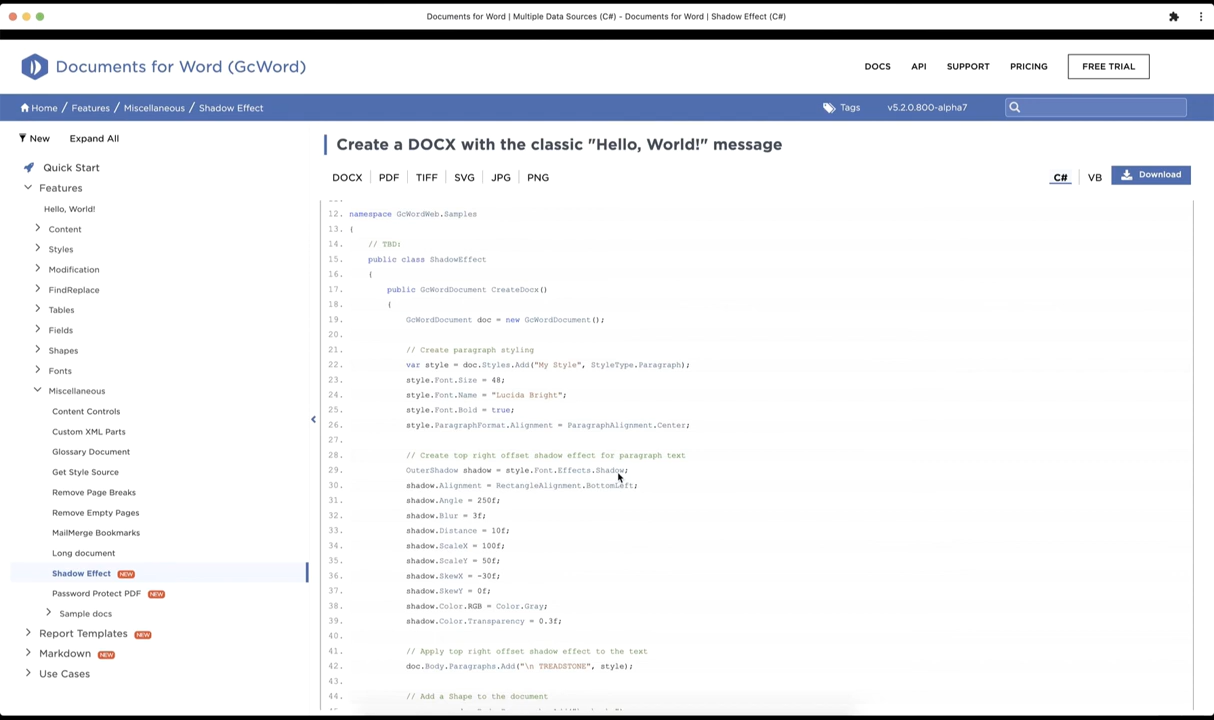 Documents for Word | Multiple Data Sources (C#) - Documents for Word | Shadow Effect (C#)
Documents for Word (GcWord)
DOCS API SUPPORT PRICING FREE TRIAL
Home / Features / Miscellaneous / Shadow Effect
Tags v5.2.0.800-alpha7
New Expand All
Quick Start
Features
Hello, World!
Content
Styles
Modification
FindReplace
Tables
Fields
Shapes
Fonts
Miscellaneous
Content Controls
Custom XML Parts
Glossary Document
Get Style Source
Remove Page Breaks
Remove Empty Pages
MailMerge Bookmarks
Long document
Shadow Effect NEW
Password Protect PDF NEW
Sample docs
Report Templates NEW
Markdown NEW
Use Cases
Create a DOCX with the classic "Hello, World!" message
DOCX PDF TIFF SVG JPG PNG
C# VB Download
12. namespace GcWordWeb.Samples
13. {
14. // TBD:
15. public class ShadowEffect
16. {
17. public GcWordDocument CreateDocx()
18. {
19. GcWordDocument doc = new GcWordDocument();
20.
21. // Create paragraph styling
22. var style = doc.Styles.Add("My Style", StyleType.Paragraph);
23. style.Font.Size = 48;
24. style.Font.Name = "Lucida Bright";
25. style.Font.Bold = true;
26. style.ParagraphFormat.Alignment = ParagraphAlignment.Center;
27.
28. // Create top right offset shadow effect for paragraph text
29. OuterShadow shadow = style.Font.Effects.Shadow;
30. shadow.Alignment = RectangleAlignment.BottomLeft;
31. shadow.Angle = 250f;
32. shadow.Blur = 3f;
33. shadow.Distance = 10f;
34. shadow.ScaleX = 100f;
35. shadow.ScaleY = 50f;
36. shadow.SkewX = -30f;
37. shadow.SkewY = 0f;
38. shadow.Color.RGB = Color.Gray;
39. shadow.Color.Transparency = 0.3f;
40.
41. // Apply top right offset shadow effect to the text
42. doc.Body.Paragraphs.Add("\n TREADSTONE", style);
43.
44. // Add a Shape to the document